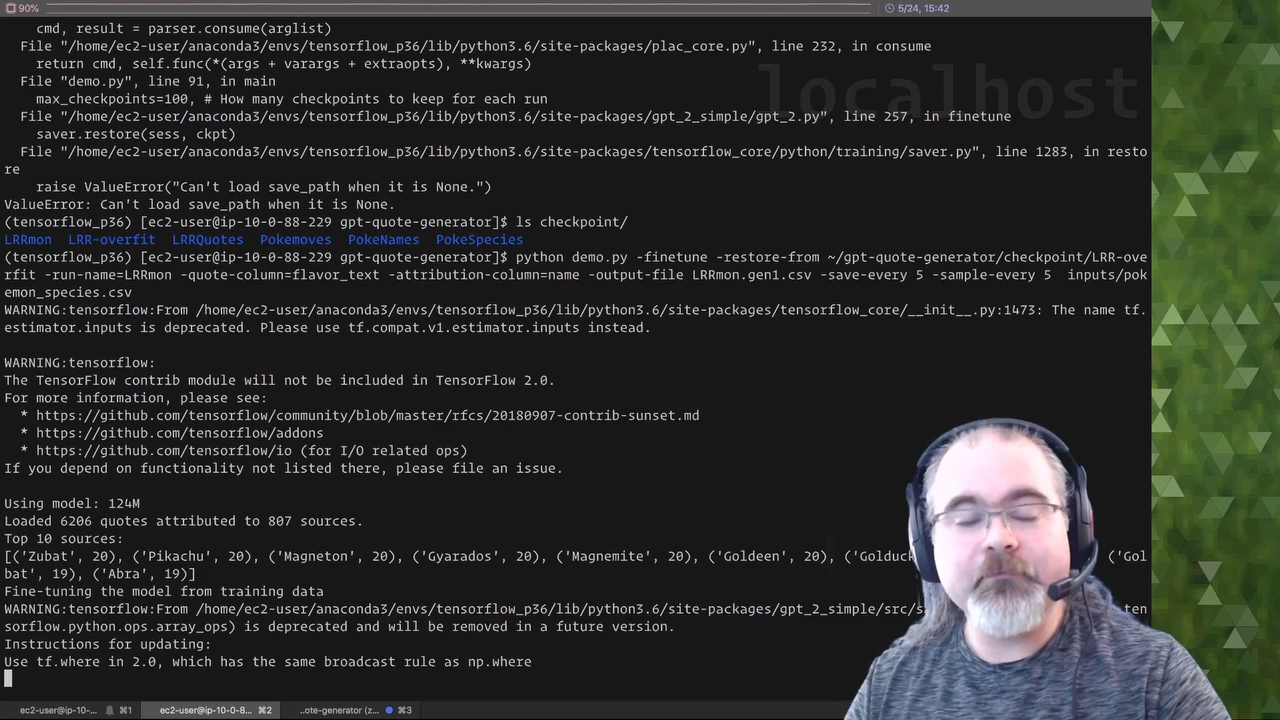 90% 5/24, 15:42
cmd, result = parser.consume(arglist)
File "/home/ec2-user/anaconda3/envs/tensorflow_p36/lib/python3.6/site-packages/plac_core.py", line 232, in consume
return cmd, self.func(*(args + varargs + extraopts), **kwargs)
File "demo.py", line 91, in main
max_checkpoints=100, # How many checkpoints to keep for each run
localhost
File "/home/ec2-user/anaconda3/envs/tensorflow_p36/lib/python3.6/site-packages/gpt_2_simple/gpt_2.py", line 257, in finetune
saver.restore(sess, ckpt)
File "/home/ec2-user/anaconda3/envs/tensorflow_p36/lib/python3.6/site-packages/tensorflow_core/python/training/saver.py", line 1283, in resto
re
raise ValueError("Can't load save_path when it is None.")
ValueError: Can't load save_path when it is None.
(tensorflow_p36) [ec2-user@ip-10-0-88-229 gpt-quote-generator]$ ls checkpoint/
LRRmon LRR-overfit LRRQuotes Pokemoves PokeNames PokeSpecies
(tensorflow_p36) [ec2-user@ip-10-0-88-229 gpt-quote-generator]$ python demo.py -finetune -restore-from ~/gpt-quote-generator/checkpoint/LRR-ove
rfit -run-name=LRRmon -quote-column=flavor_text -attribution-column=name -output-file LRRmon.gen1.csv -save-every 5 -sample-every 5 inputs/pok
emon_species.csv
WARNING:tensorflow:From /home/ec2-user/anaconda3/envs/tensorflow_p36/lib/python3.6/site-packages/tensorflow_core/__init__.py:1473: The name tf.
estimator.inputs is deprecated. Please use tf.compat.v1.estimator.inputs instead.
WARNING:tensorflow:
The TensorFlow contrib module will not be included in TensorFlow 2.0.
For more information, please see:
* https://github.com/tensorflow/community/blob/master/rfcs/20180907-contrib-sunset.md
* https://github.com/tensorflow/addons
* https://github.com/tensorflow/io (for I/O related ops)
If you depend on functionality not listed there, please file an issue.
Using model: 124M
Loaded 6206 quotes attributed to 807 sources.
Top 10 sources:
[('Zubat', 20), ('Pikachu', 20), ('Magneton', 20), ('Gyarados', 20), ('Magnemite', 20), ('Goldeen', 20), ('Golduck ('Gol
bat', 19), ('Abra', 19)]
Fine-tuning the model from training data
WARNING:tensorflow:From /home/ec2-user/anaconda3/envs/tensorflow_p36/lib/python3.6/site-packages/gpt_2_simple/src/s ten
sorflow.python.ops.array_ops) is deprecated and will be removed in a future version.
Instructions for updating:
Use tf.where in 2.0, which has the same broadcast rule as np.where
ec2-user@ip-10-... ⌘1 ec2-user@ip-10-0-8... ⌘2 ..ote-generator (z... ⌘3